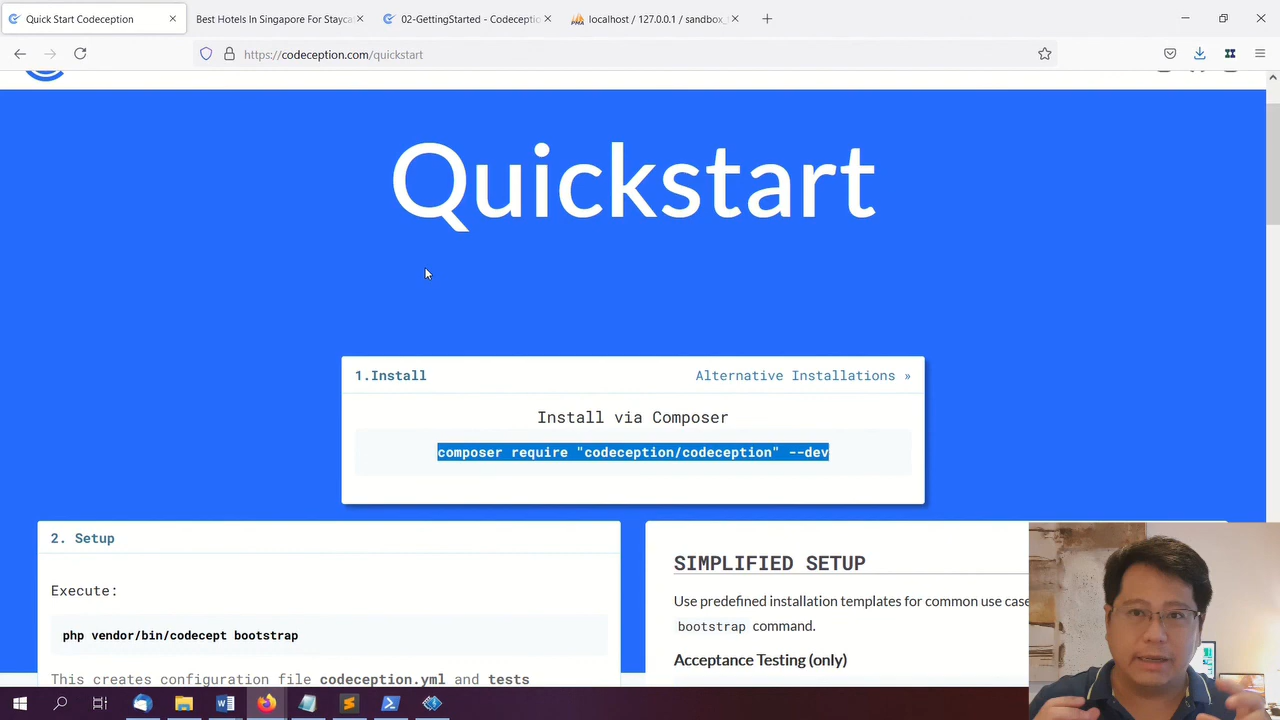 Quick Start Codeception
Best Hotels In Singapore For Stayca
02-GettingStarted - Codeceptio
localhost / 127.0.0.1 / sandbox_
https://codeception.com/quickstart
Quickstart
1.Install
Alternative Installations »
Install via Composer
composer require "codeception/codeception" --dev
2. Setup
Execute:
php vendor/bin/codecept bootstrap
This creates configuration file codeception.yml and tests
SIMPLIFIED SETUP
Use predefined installation templates for common use case
bootstrap command.
Acceptance Testing (only)